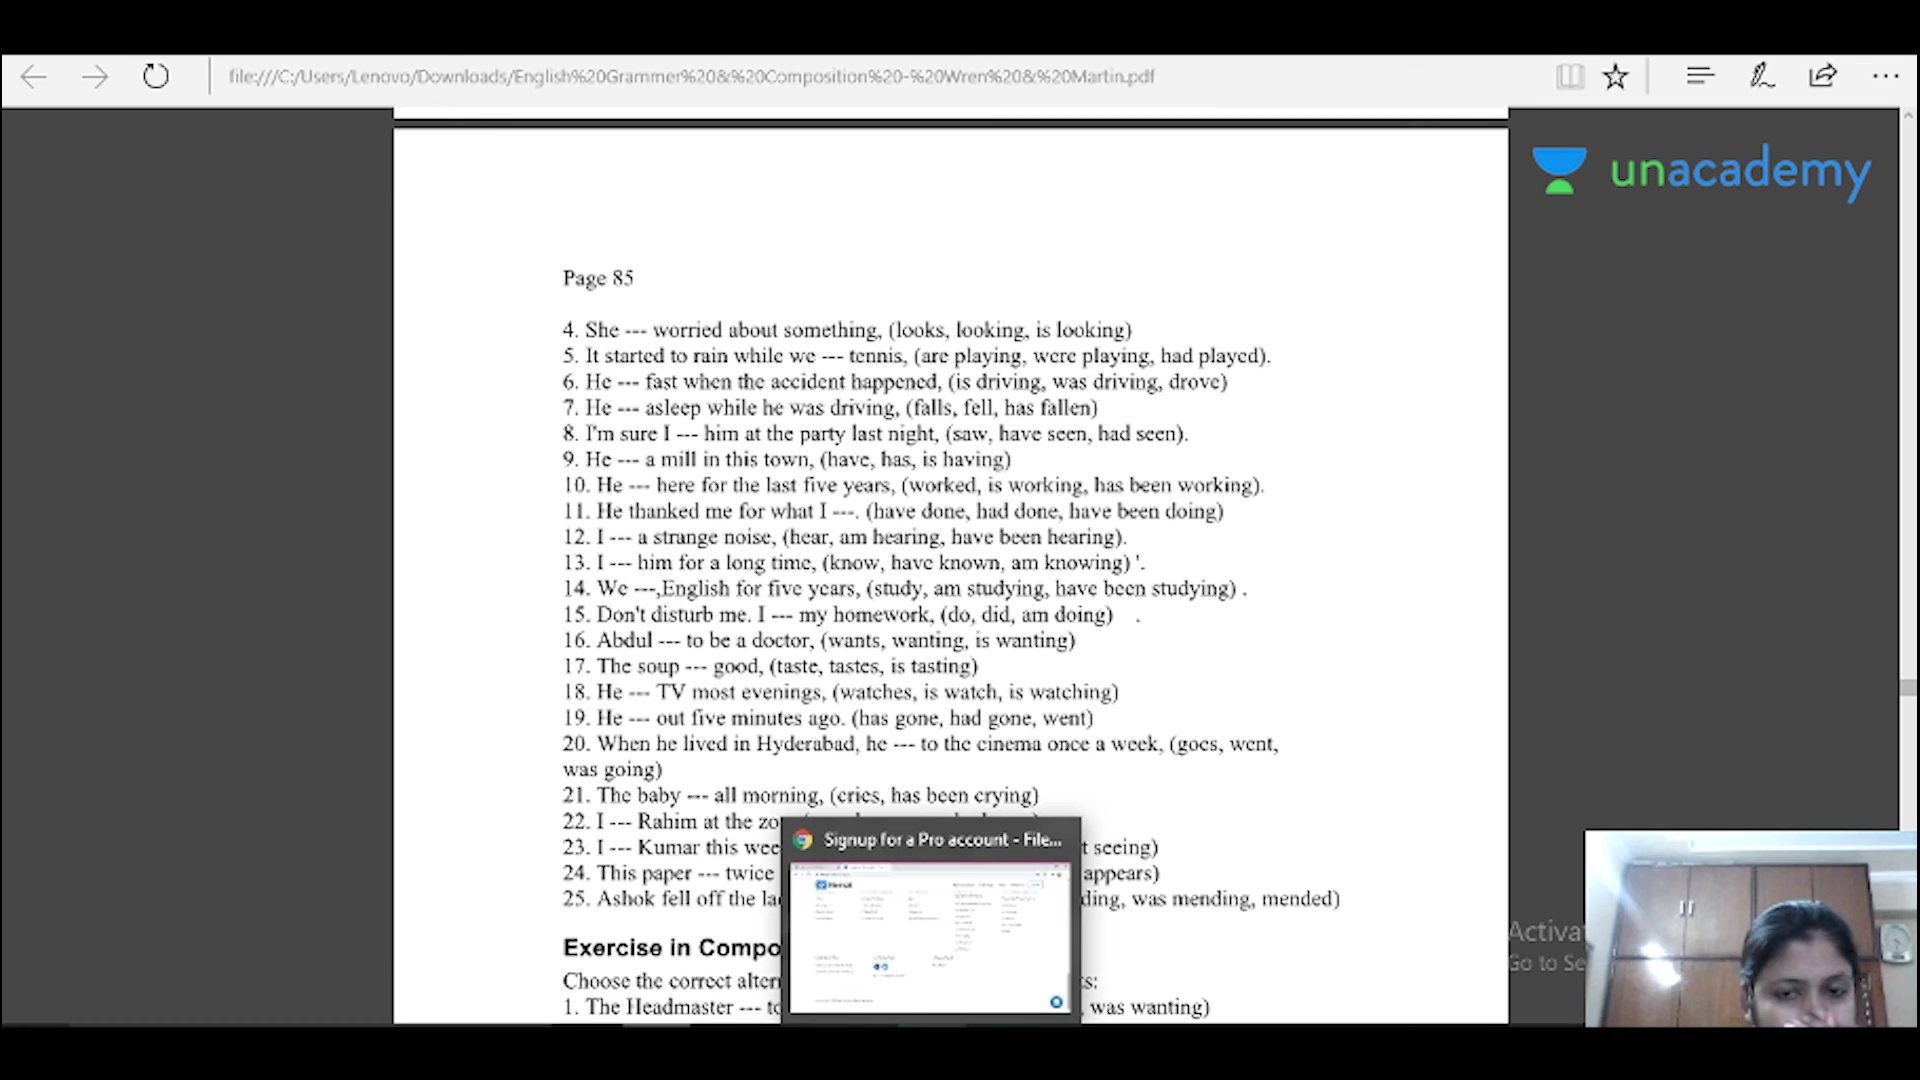 file:///C:/Users/Lenovo/Downloads/English%20Grammer%20&%20Composition%20-%20Wren%20&%20Martin.pdf
unacademy
Page 85
4. She --- worried about something, (looks, looking, is looking)
5. It started to rain while we --- tennis, (are playing, were playing, had played).
6. He --- fast when the accident happened, (is driving, was driving, drove)
7. He --- asleep while he was driving, (falls, fell, has fallen)
8. I'm sure I --- him at the party last night, (saw, have seen, had seen).
9. He --- a mill in this town, (have, has, is having)
10. He --- here for the last five years, (worked, is working, has been working).
11. He thanked me for what I ---. (have done, had done, have been doing)
12. I --- a strange noise, (hear, am hearing, have been hearing).
13. I --- him for a long time, (know, have known, am knowing) '.
14. We ---,English for five years, (study, am studying, have been studying) .
15. Don't disturb me. I --- my homework, (do, did, am doing) .
16. Abdul --- to be a doctor, (wants, wanting, is wanting)
17. The soup --- good, (taste, tastes, is tasting)
18. He --- TV most evenings, (watches, is watch, is watching)
19. He --- out five minutes ago. (has gone, had gone, went)
20. When he lived in Hyderabad, he --- to the cinema once a week, (goes, went,
was going)
21. The baby --- all morning, (cries, has been crying)
22. I --- Rahim at the zo
Signup for a Pro account - File...
23. I --- Kumar this wee t seeing)
24. This paper --- twice appears)
25. Ashok fell off the la ding, was mending, mended)
Activa
Go to Se
Exercise in Compo
Choose the correct alter s:
1. The Headmaster --- to , was wanting)